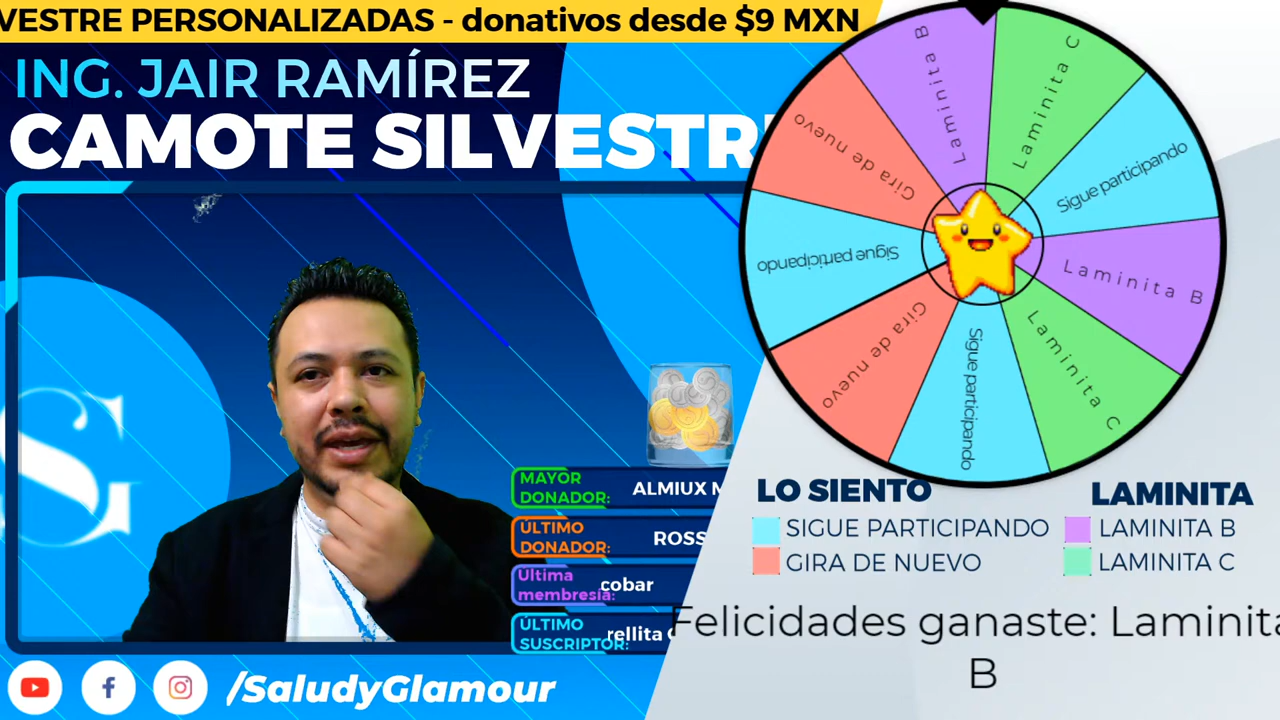 VESTRE PERSONALIZADAS - donativos desde $9 MXN
ING. JAIR RAMÍREZ
CAMOTE SILVESTR
Laminita B
Laminita C
Sigue participando
Laminita B
Laminita C
Sigue participando
Gira de nuevo
Sigue participando
Gira de nuevo
S
MAYOR
DONADOR:
ALMIUX M
ÚLTIMO
DONADOR:
ROSS
Última
membresía:
cobar
ÚLTIMO
SUSCRIPTOR:
rellita
LO SIENTO
SIGUE PARTICIPANDO
GIRA DE NUEVO
LAMINITA
LAMINITA B
LAMINITA C
Felicidades ganaste: Laminita
B
/SaludyGlamour